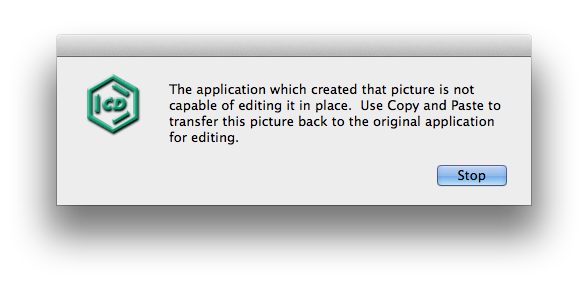 ICD
The application which created that picture is not
capable of editing it in place.  Use Copy and Paste to
transfer this picture back to the original application
for editing.
Stop